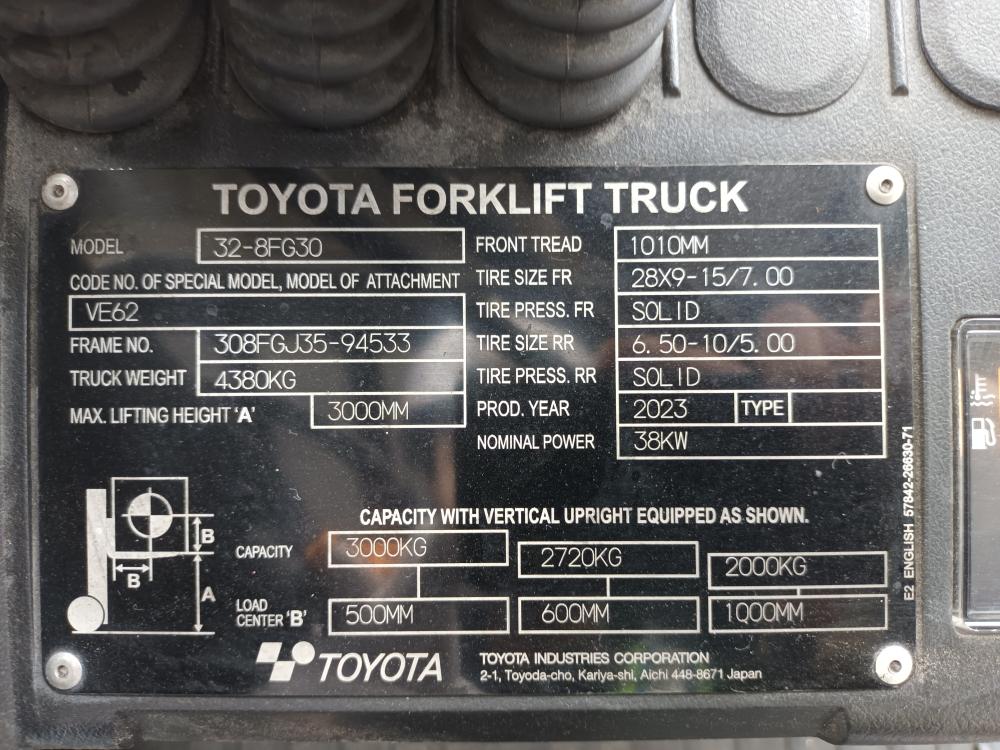 TOYOTA FORKLIFT TRUCK
MODEL 32-8FG30
CODE NO. OF SPECIAL MODEL, MODEL OF ATTACHMENT
VE62
FRAME NO. 308FGJ35-94533
TRUCK WEIGHT 4380KG
MAX. LIFTING HEIGHT 'A' 3000MM
FRONT TREAD 1010MM
TIRE SIZE FR 28X9-15/7.00
TIRE PRESS. FR SOLID
TIRE SIZE RR 6.50-10/5.00
TIRE PRESS. RR SOLID
PROD. YEAR 2023 TYPE
NOMINAL POWER 38KW
B
B
A
CAPACITY WITH VERTICAL UPRIGHT EQUIPPED AS SHOWN.
CAPACITY 3000KG 2720KG 2000KG
LOAD
CENTER 'B' 500MM 600MM 1000MM
TOYOTA
TOYOTA INDUSTRIES CORPORATION
2-1, Toyoda-cho, Kariya-shi, Aichi 448-8671 Japan
E2 ENGLISH 57842-26630-71